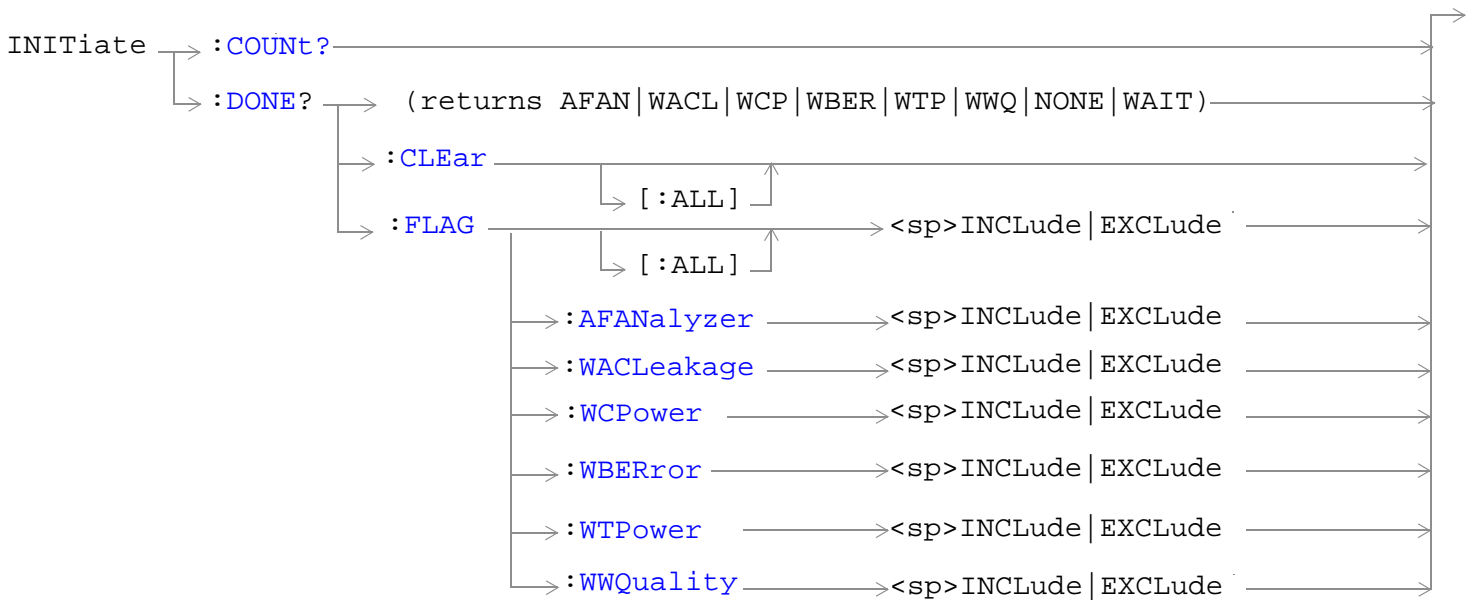 INITiate :COUNt?
:DONE? (returns AFAN|WACL|WCP|WBER|WTP|WWQ|NONE|WAIT)
:CLEar
[:ALL]
:FLAG <sp>INCLude|EXCLude
[:ALL]
:AFANalyzer <sp>INCLude|EXCLude
:WACLeakage <sp>INCLude|EXCLude
:WCPower <sp>INCLude|EXCLude
:WBERror <sp>INCLude|EXCLude
:WTPower <sp>INCLude|EXCLude
:WWQuality <sp>INCLude|EXCLude